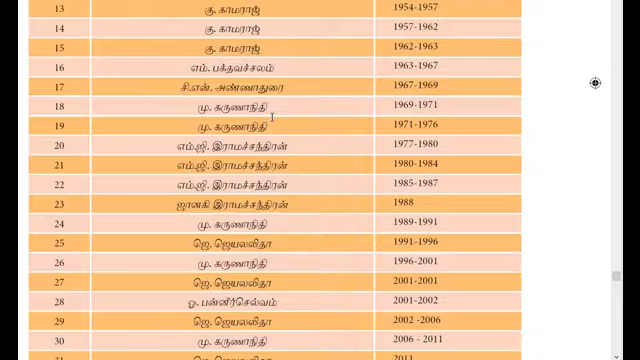 13 கு. காமராஜ் 1954-1957
14 கு. காமராஜ் 1957-1962
15 கு. காமராஜ் 1962-1963
16 எம். பக்தவச்சலம் 1963-1967
17 சி.என். அண்ணாதுரை 1967-1969
18 மு. கருணாநிதி 1969-1971
19 மு. கருணாநிதி 1971-1976
20 எம்.ஜி. இராமச்சந்திரன் 1977-1980
21 எம்.ஜி. இராமச்சந்திரன் 1980-1984
22 எம்.ஜி. இராமச்சந்திரன் 1985-1987
23 ஜானகி இராமச்சந்திரன் 1988
24 மு. கருணாநிதி 1989-1991
25 ஜெ. ஜெயலலிதா 1991-1996
26 மு. கருணாநிதி 1996-2001
27 ஜெ. ஜெயலலிதா 2001-2001
28 ஓ. பன்னீர்செல்வம் 2001-2002
29 ஜெ. ஜெயலலிதா 2002 -2006
30 மு. கருணாநிதி 2006 - 2011
2011